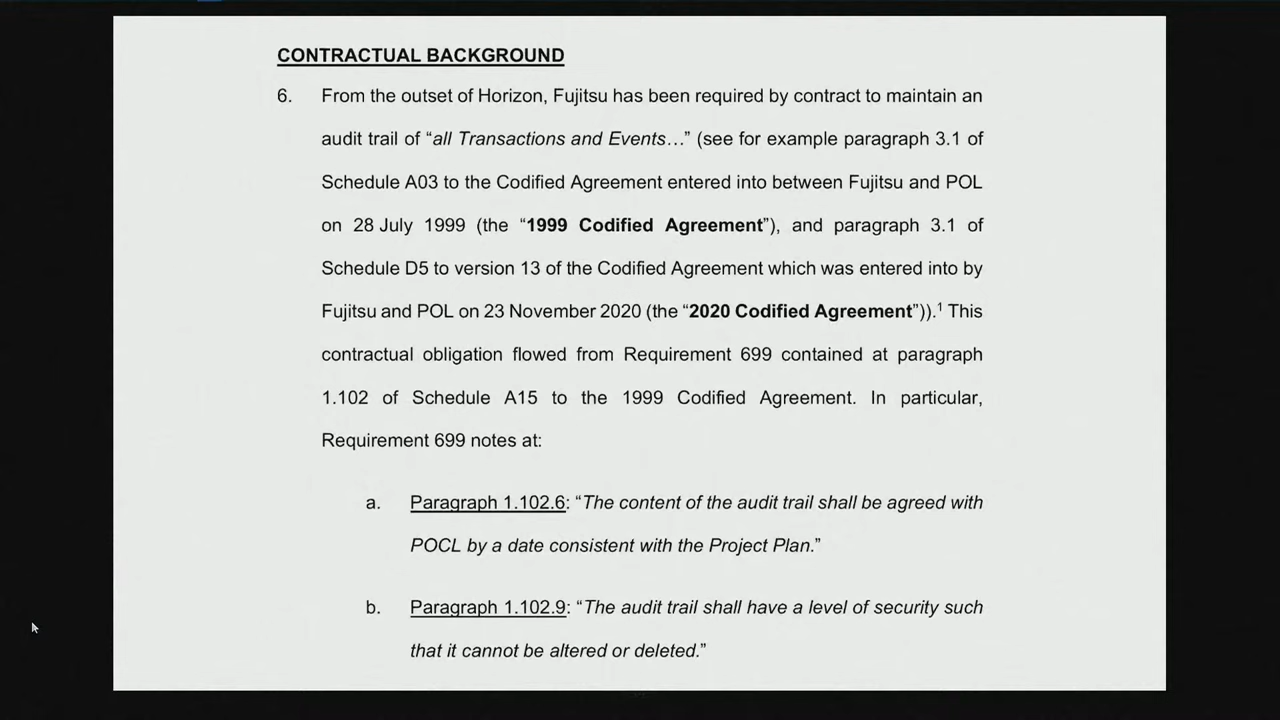 CONTRACTUAL BACKGROUND
6. From the outset of Horizon, Fujitsu has been required by contract to maintain an
audit trail of “all Transactions and Events…” (see for example paragraph 3.1 of
Schedule A03 to the Codified Agreement entered into between Fujitsu and POL
on 28 July 1999 (the “1999 Codified Agreement”), and paragraph 3.1 of
Schedule D5 to version 13 of the Codified Agreement which was entered into by
Fujitsu and POL on 23 November 2020 (the “2020 Codified Agreement”)).¹ This
contractual obligation flowed from Requirement 699 contained at paragraph
1.102 of Schedule A15 to the 1999 Codified Agreement. In particular,
Requirement 699 notes at:
a. Paragraph 1.102.6: “The content of the audit trail shall be agreed with
POCL by a date consistent with the Project Plan.”
b. Paragraph 1.102.9: “The audit trail shall have a level of security such
that it cannot be altered or deleted.”